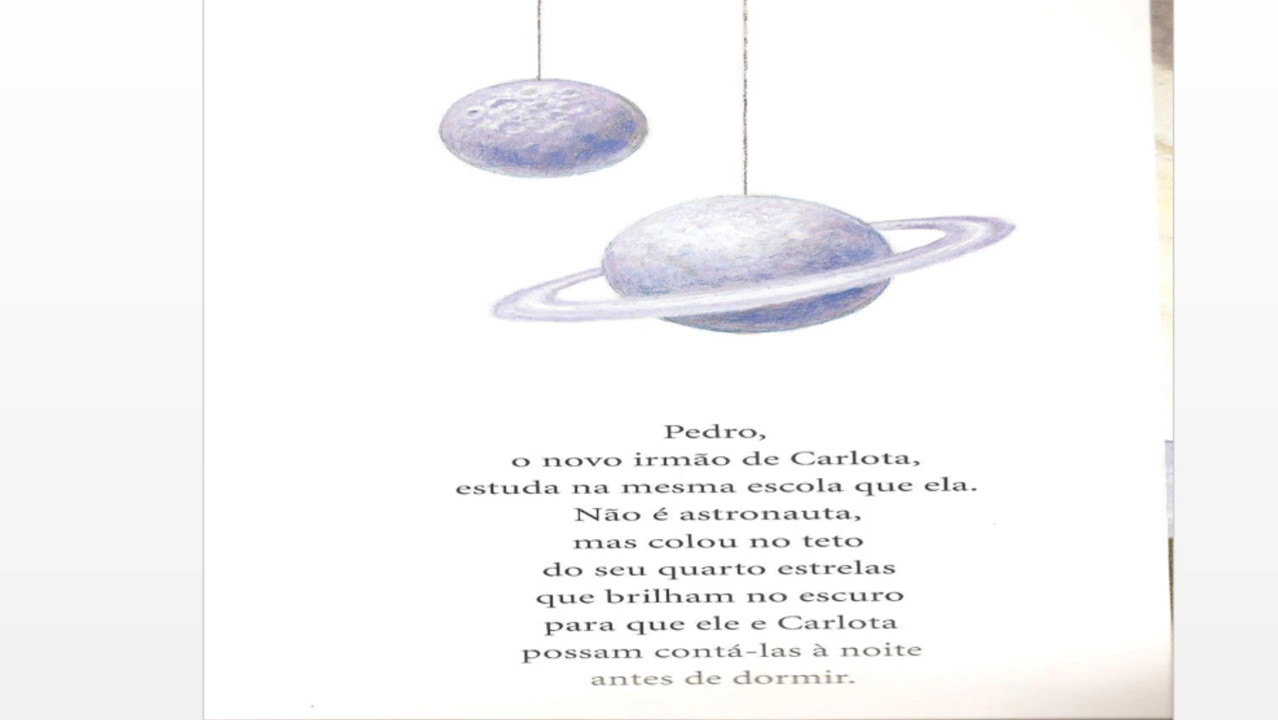 Pedro,
o novo irmão de Carlota,
estuda na mesma escola que ela.
Não é astronauta,
mas colou no teto
do seu quarto estrelas
que brilham no escuro
para que ele e Carlota
possam contá-las à noite
antes de dormir.